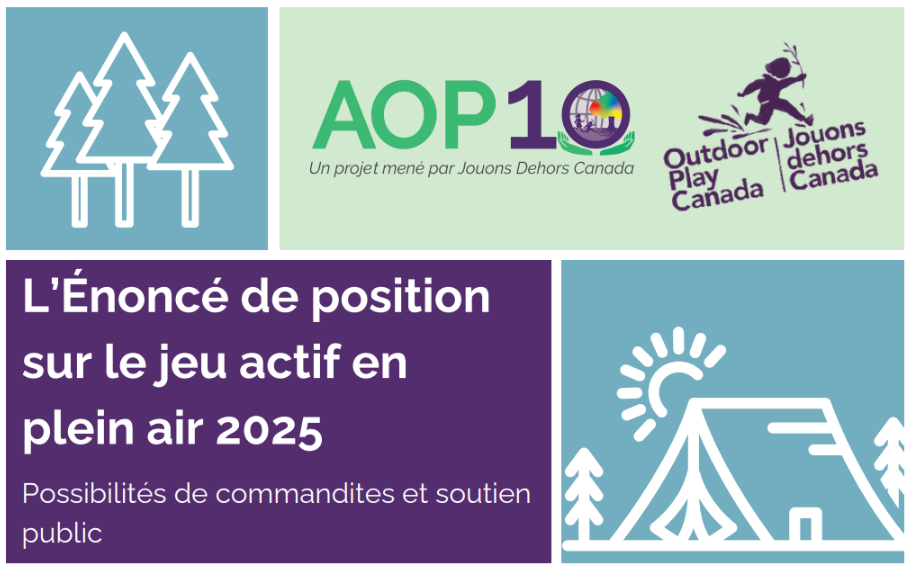 AOP10
Un projet mené par Jouons Dehors Canada
Outdoor
Play
Canada
Jouons
dehors
Canada
L’Énoncé de position
sur le jeu actif en
plein air 2025
Possibilités de commandites et soutien
public